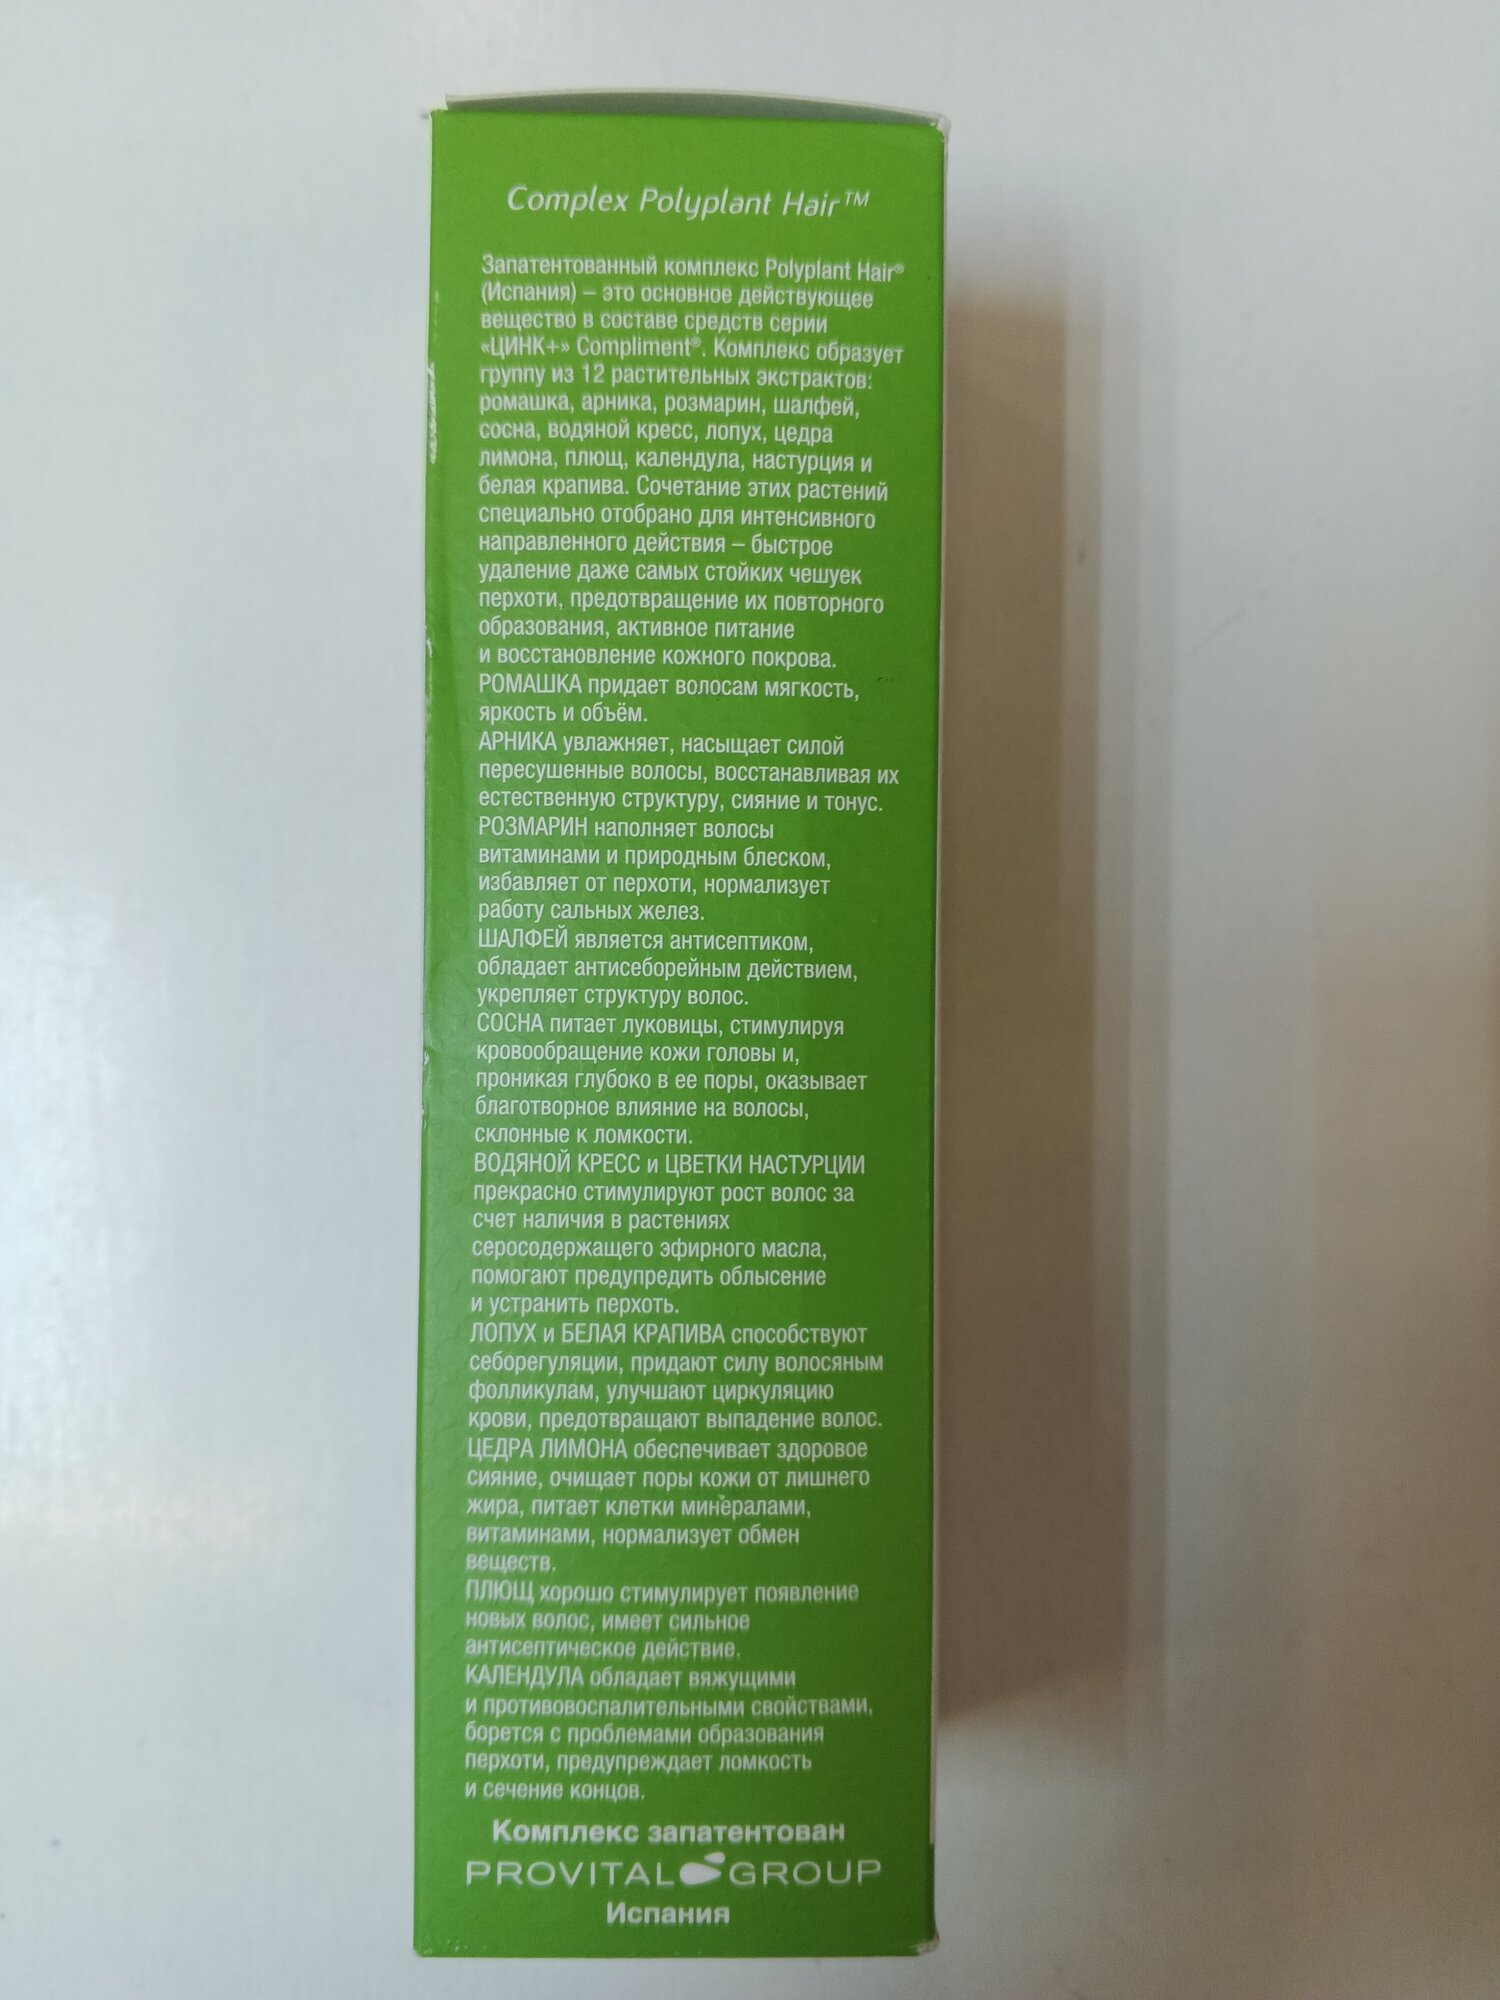 Complex Polyplant Hair™
Запатентованный комплекс Polyplant Hair®
(Испания) – это основное действующее
вещество в составе средств серии
«ЦИНК+» Compliment®. Комплекс образует
группу из 12 растительных экстрактов:
ромашка, арника, розмарин, шалфей,
сосна, водяной кресс, лопух, цедра
лимона, плющ, календула, настурция и
белая крапива. Сочетание этих растений
специально отобрано для интенсивного
направленного действия – быстрое
удаление даже самых стойких чешуек
перхоти, предотвращение их повторного
образования, активное питание
и восстановление кожного покрова.
РОМАШКА придает волосам мягкость,
яркость и объём.
АРНИКА увлажняет, насыщает силой
пересушенные волосы, восстанавливая их
естественную структуру, сияние и тонус.
РОЗМАРИН наполняет волосы
витаминами и природным блеском,
избавляет от перхоти, нормализует
работу сальных желез.
ШАЛФЕЙ является антисептиком,
обладает антисеборейным действием,
укрепляет структуру волос.
СОСНА питает луковицы, стимулируя
кровообращение кожи головы и,
проникая глубоко в ее поры, оказывает
благотворное влияние на волосы,
склонные к ломкости.
ВОДЯНОЙ КРЕСС и ЦВЕТКИ НАСТУРЦИИ
прекрасно стимулируют рост волос за
счет наличия в растениях
серосодержащего эфирного масла,
помогают предупредить облысение
и устранить перхоть.
ЛОПУХ и БЕЛАЯ КРАПИВА способствуют
себорегуляции, придают силу волосяным
фолликулам, улучшают циркуляцию
крови, предотвращают выпадение волос.
ЦЕДРА ЛИМОНА обеспечивает здоровое
сияние, очищает поры кожи от лишнего
жира, питает клетки минералами,
витаминами, нормализует обмен
веществ.
ПЛЮЩ хорошо стимулирует появление
новых волос, имеет сильное
антисептическое действие.
КАЛЕНДУЛА обладает вяжущими
и противовоспалительными свойствами,
борется с проблемами образования
перхоти, предупреждает ломкость
и сечение концов.
Комплекс запатентован
PROVITAL GROUP
Испания